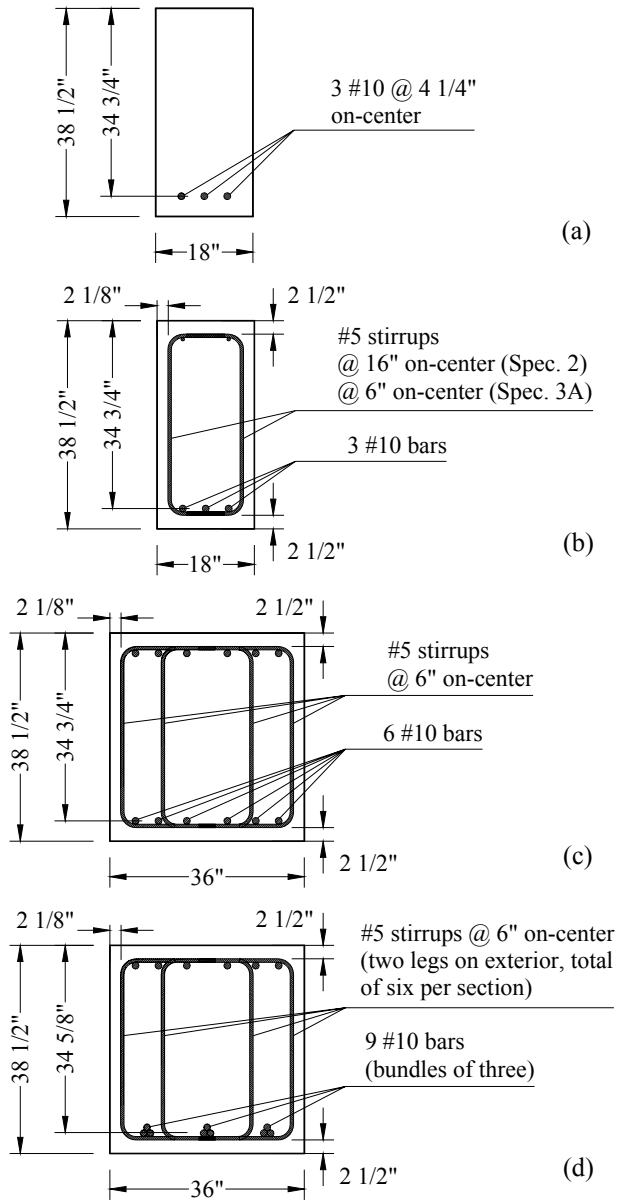 38 1/2"
34 3/4"
3 #10 @ 4 1/4"
on-center
18"
(a)
2 1/8"
2 1/2"
38 1/2"
34 3/4"
#5 stirrups
@ 16" on-center (Spec. 2)
@ 6" on-center (Spec. 3A)
3 #10 bars
18"
2 1/2"
(b)
2 1/8"
2 1/2"
38 1/2"
34 3/4"
#5 stirrups
@ 6" on-center
6 #10 bars
36"
2 1/2"
(c)
2 1/8"
2 1/2"
38 1/2"
34 5/8"
#5 stirrups @ 6" on-center
(two legs on exterior, total
of six per section)
9 #10 bars
(bundles of three)
36"
2 1/2"
(d)